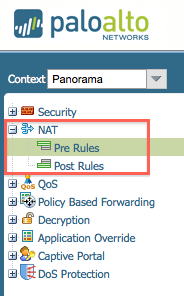 paloalto
NETWORKS
Context Panorama
Security
NAT
Pre Rules
Post Rules
QoS
QoS
Policy Based Forwarding
Decryption
Application Override
Captive Portal
DoS Protection